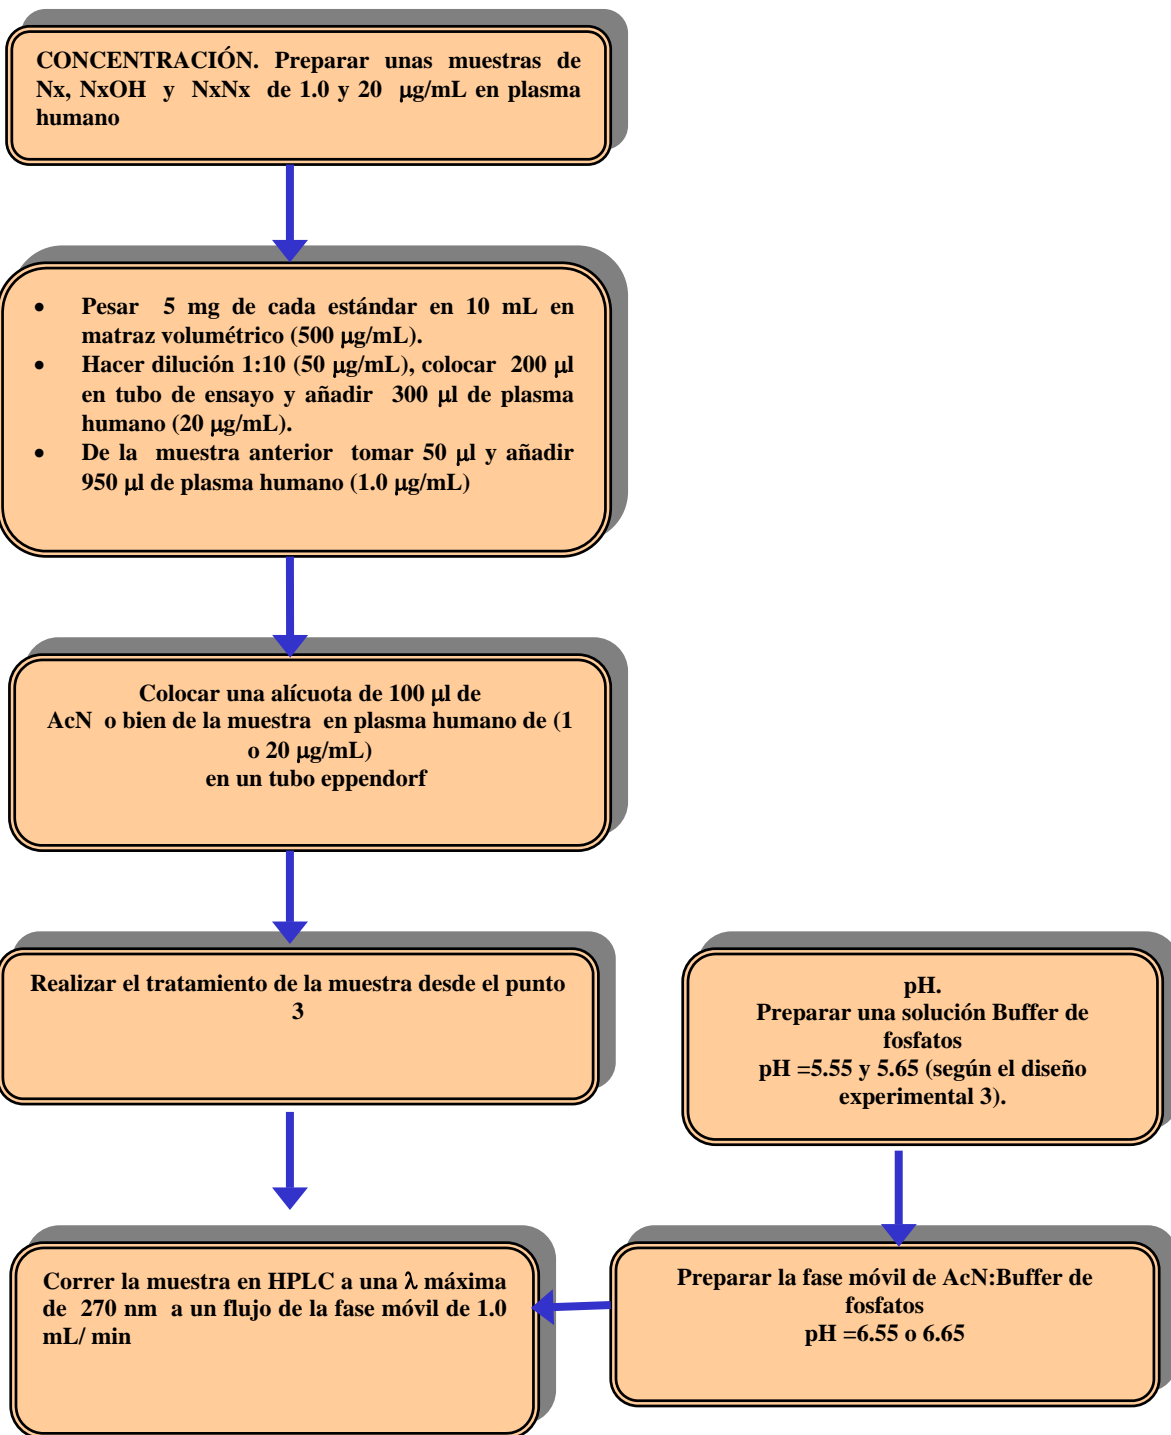 CONCENTRACIÓN. Preparar unas muestras de
Nx, NxOH y NxNx de 1.0 y 20 μg/mL en plasma
humano
• Pesar 5 mg de cada estándar en 10 mL en
matraz volumétrico (500 μg/mL).
• Hacer dilución 1:10 (50 μg/mL), colocar 200 μl
en tubo de ensayo y añadir 300 μl de plasma
humano (20 μg/mL).
• De la muestra anterior tomar 50 μl y añadir
950 μl de plasma humano (1.0 μg/mL)
Colocar una alícuota de 100 μl de
AcN o bien de la muestra en plasma humano de (1
o 20 μg/mL)
en un tubo eppendorf
Realizar el tratamiento de la muestra desde el punto
3
pH.
Preparar una solución Buffer de
fosfatos
pH =5.55 y 5.65 (según el diseño
experimental 3).
Correr la muestra en HPLC a una λ máxima
de 270 nm a un flujo de la fase móvil de 1.0
mL/ min
Preparar la fase móvil de AcN:Buffer de
fosfatos
pH =6.55 o 6.65